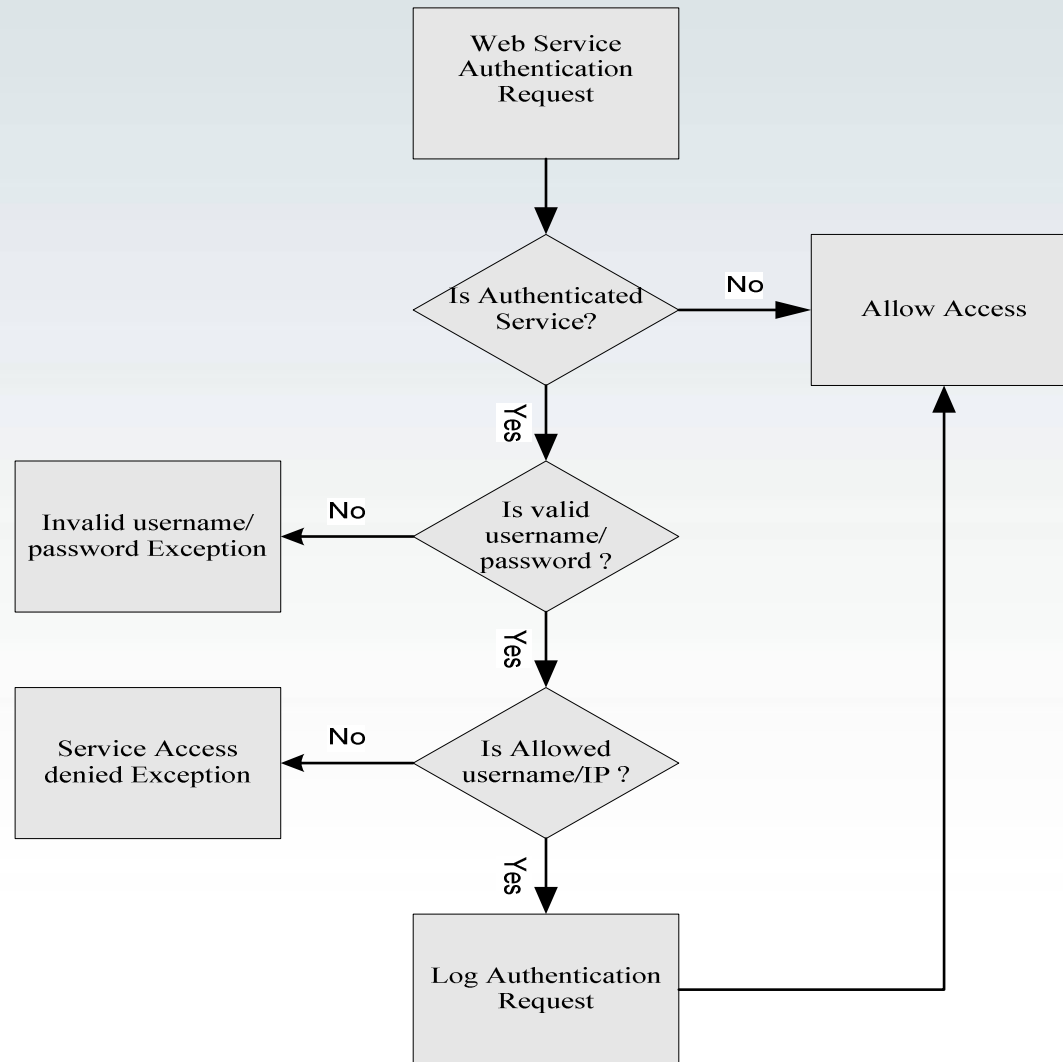 Web Service
Authentication
Request
Is Authenticated
Service?
No
Allow Access
Yes
Is valid
username/
password ?
No
Invalid username/
password Exception
Yes
Is Allowed
username/IP ?
No
Service Access
denied Exception
Yes
Log Authentication
Request